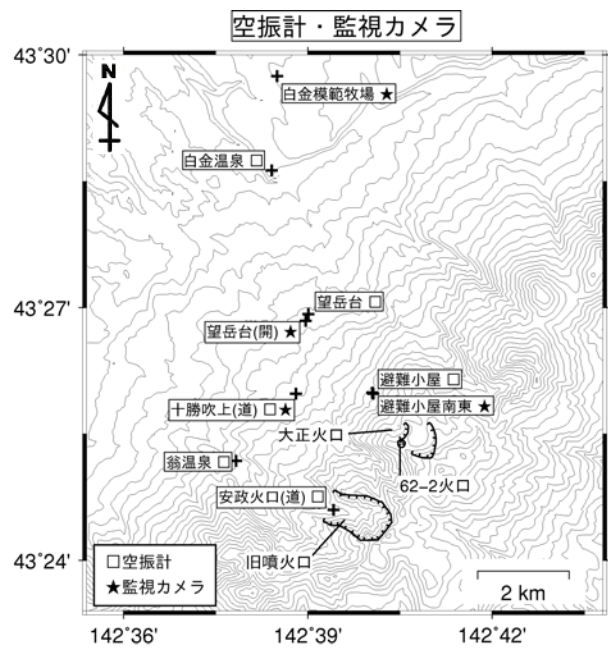 空振計・監視カメラ
43˚30'
N
白金模範牧場 ★
白金温泉 □
43˚27'
望岳台 □
望岳台(開) ★
避難小屋 □
十勝吹上(道) □★
避難小屋南東 ★
大正火口
翁温泉 □
62−2火口
安政火口(道) □
旧噴火口
43˚24'
□空振計
★監視カメラ
2 km
142˚36'
142˚39'
142˚42'